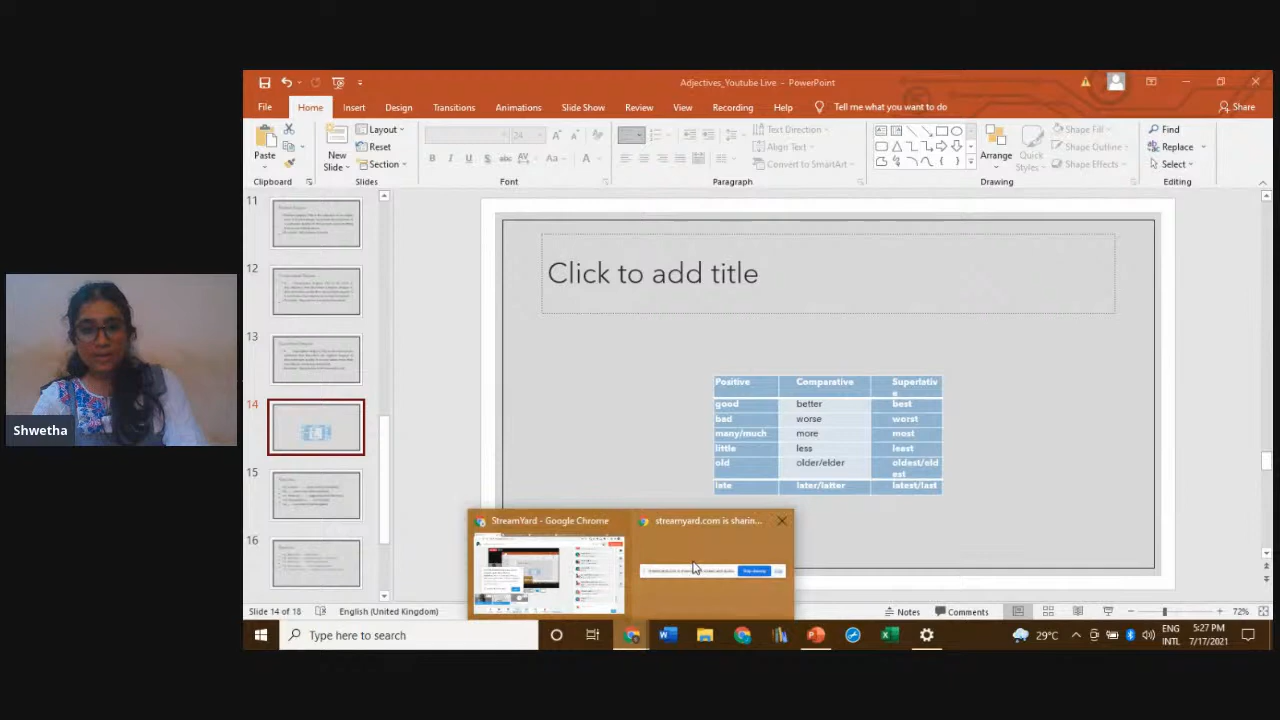 Adjectives_Youtube Live - PowerPoint
File Home Insert Design Transitions Animations Slide Show Review View Recording Help Tell me what you want to do Share
Paste
New Slide
Layout
Reset
Section
24
Text Direction
Align Text
Convert to SmartArt
Arrange
Quick Styles
Shape Fill
Shape Outline
Shape Effects
Find
Replace
Select
Clipboard Slides Font Paragraph Drawing Editing
11
12
13
14
15
16
Click to add title
Positive Comparative Superlativ
e
good better best
bad worse worst
many/much more most
little less least
old older/elder oldest/eld
est
late later/latter latest/last
Shwetha
StreamYard - Google Chrome
streamyard.com is sharin...
Slide 14 of 18 English (United Kingdom) Notes Comments 72%
Type here to search
29°C
ENG
INTL
5:27 PM
7/17/2021